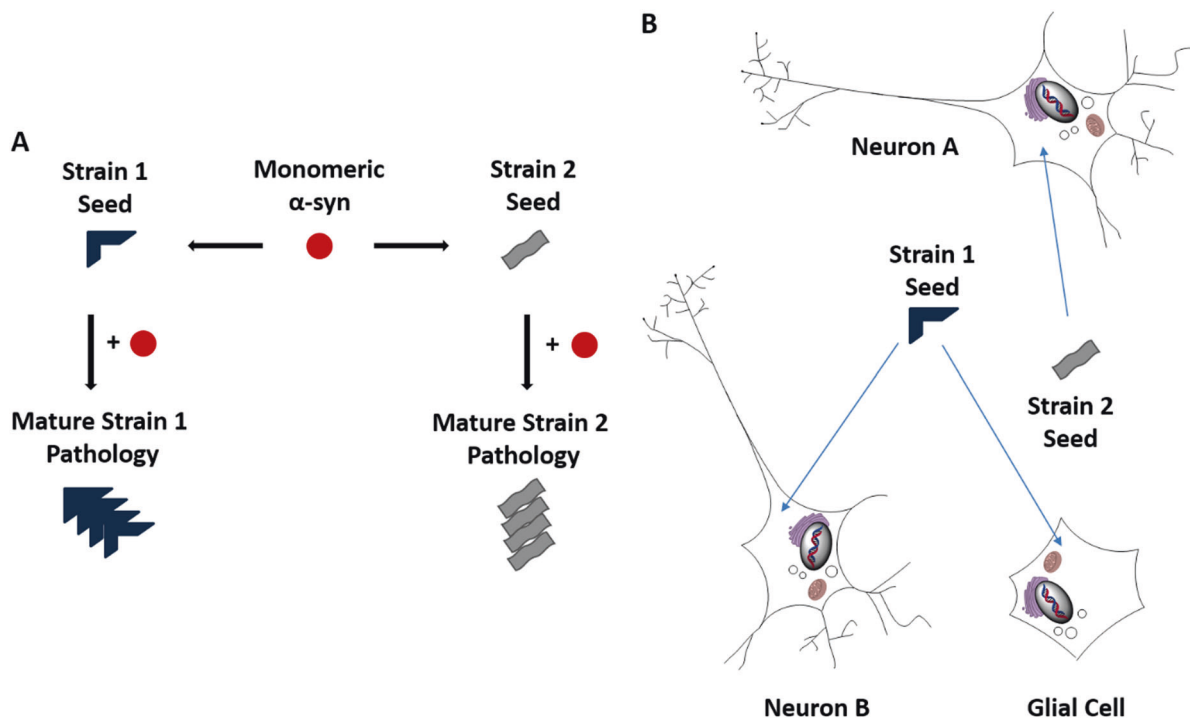 A
Strain 1
Seed
Monomeric
α-syn
Strain 2
Seed
+
+
Mature Strain 1
Pathology
Mature Strain 2
Pathology
B
Neuron A
Strain 1
Seed
Strain 2
Seed
Neuron B
Glial Cell